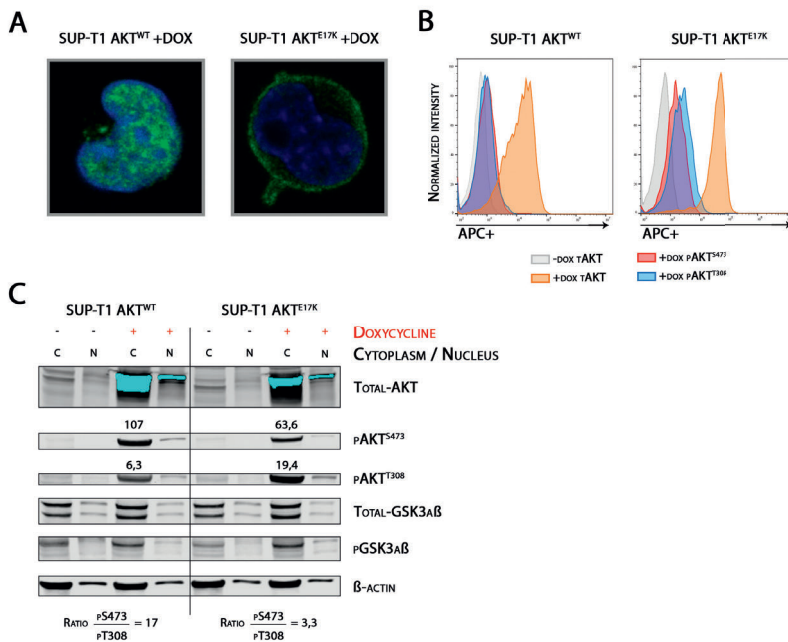 A
SUP-T1 AKTWT +DOX
SUP-T1 AKTE17K +DOX
B
SUP-T1 AKTWT
SUP-T1 AKTE17K
Normalized intensity
APC+
APC+
-dox tAKT
+dox pAKTS473
+dox tAKT
+dox pAKTT308
C
SUP-T1 AKTWT
SUP-T1 AKTE17K
- - + + - - + + Doxycycline
C N C N C N C N Cytoplasm / Nucleus
Total-AKT
107 63,6
pAKTS473
6,3 19,4
pAKTT308
Total-GSK3aß
pGSK3aß
ß-actin
Ratio pS473 / pT308 = 17
Ratio pS473 / pT308 = 3,3